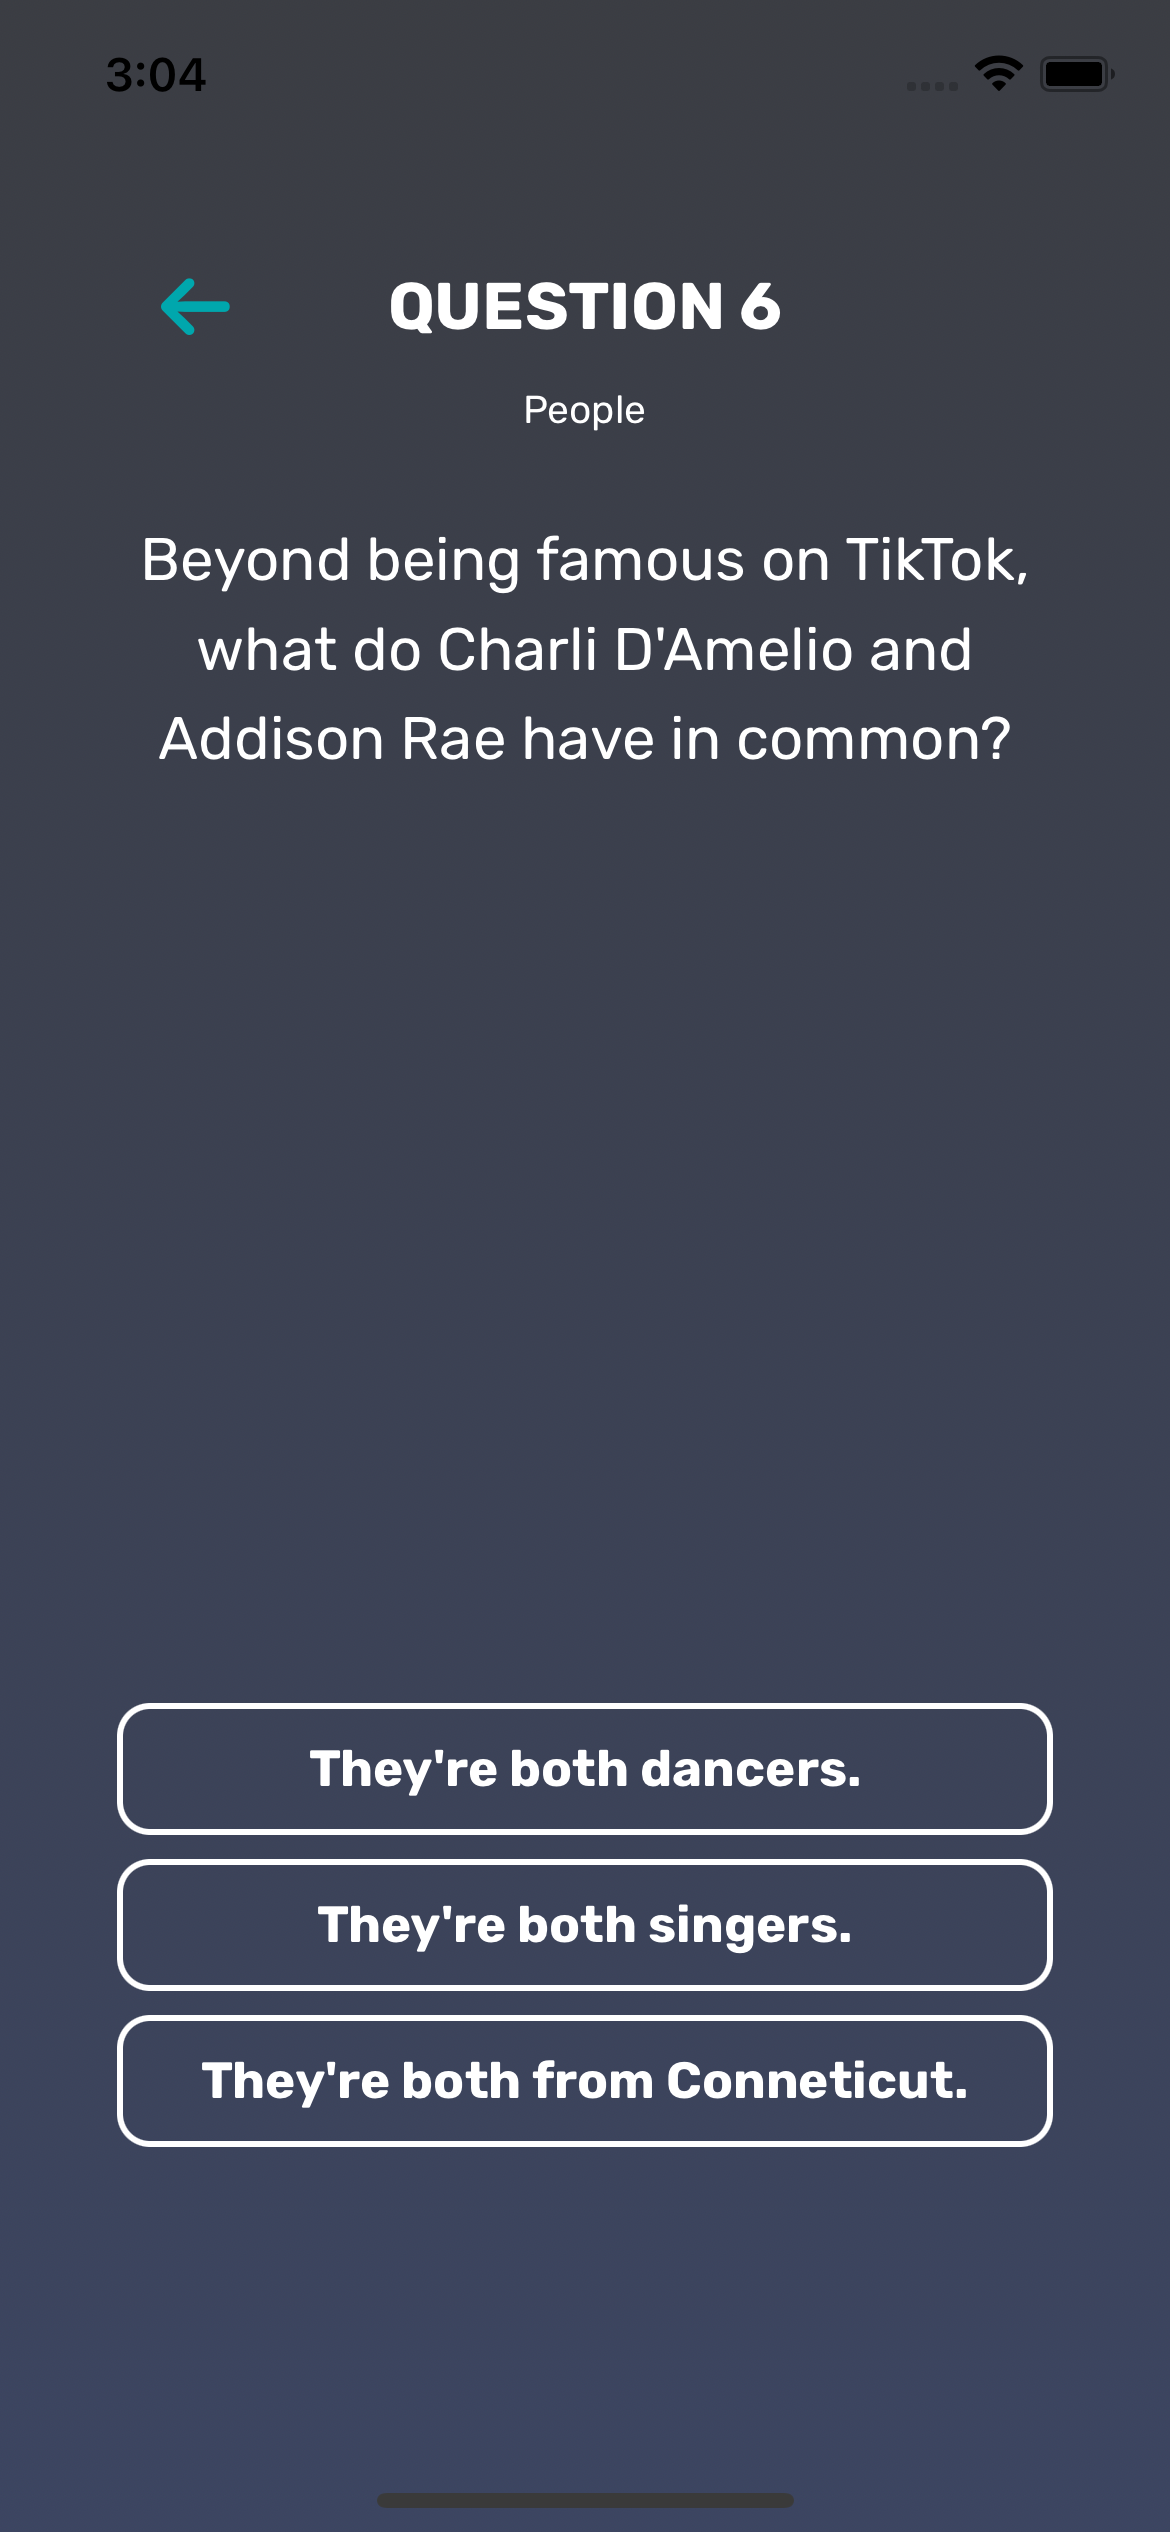 3:04
QUESTION 6
People
Beyond being famous on TikTok,
what do Charli D'Amelio and
Addison Rae have in common?
They're both dancers.
They're both singers.
They're both from Conneticut.